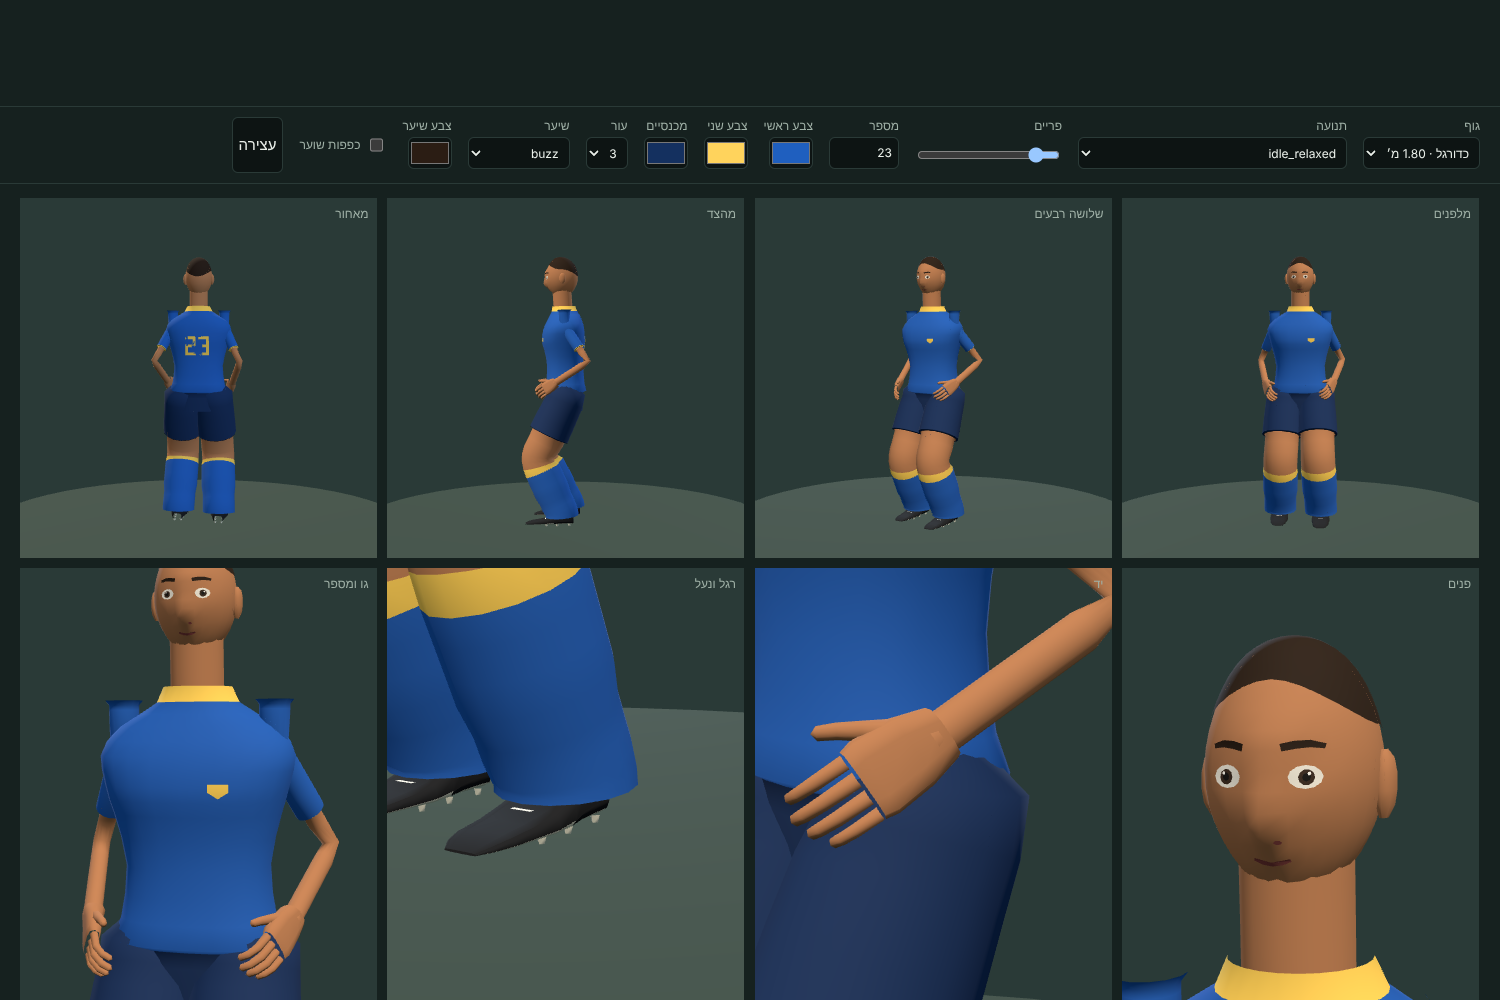 גוף
כדורגל · 1.80 מ׳
תנועה
idle_relaxed
פריים
מספר
23
צבע ראשי
צבע שני
מכנסיים
עור
3
שיער
buzz
צבע שיער
כפפות שוער
עצירה
מלפנים
שלושה רבעים
מהצד
מאחור
23
פנים
יד
רגל ונעל
גו ומספר